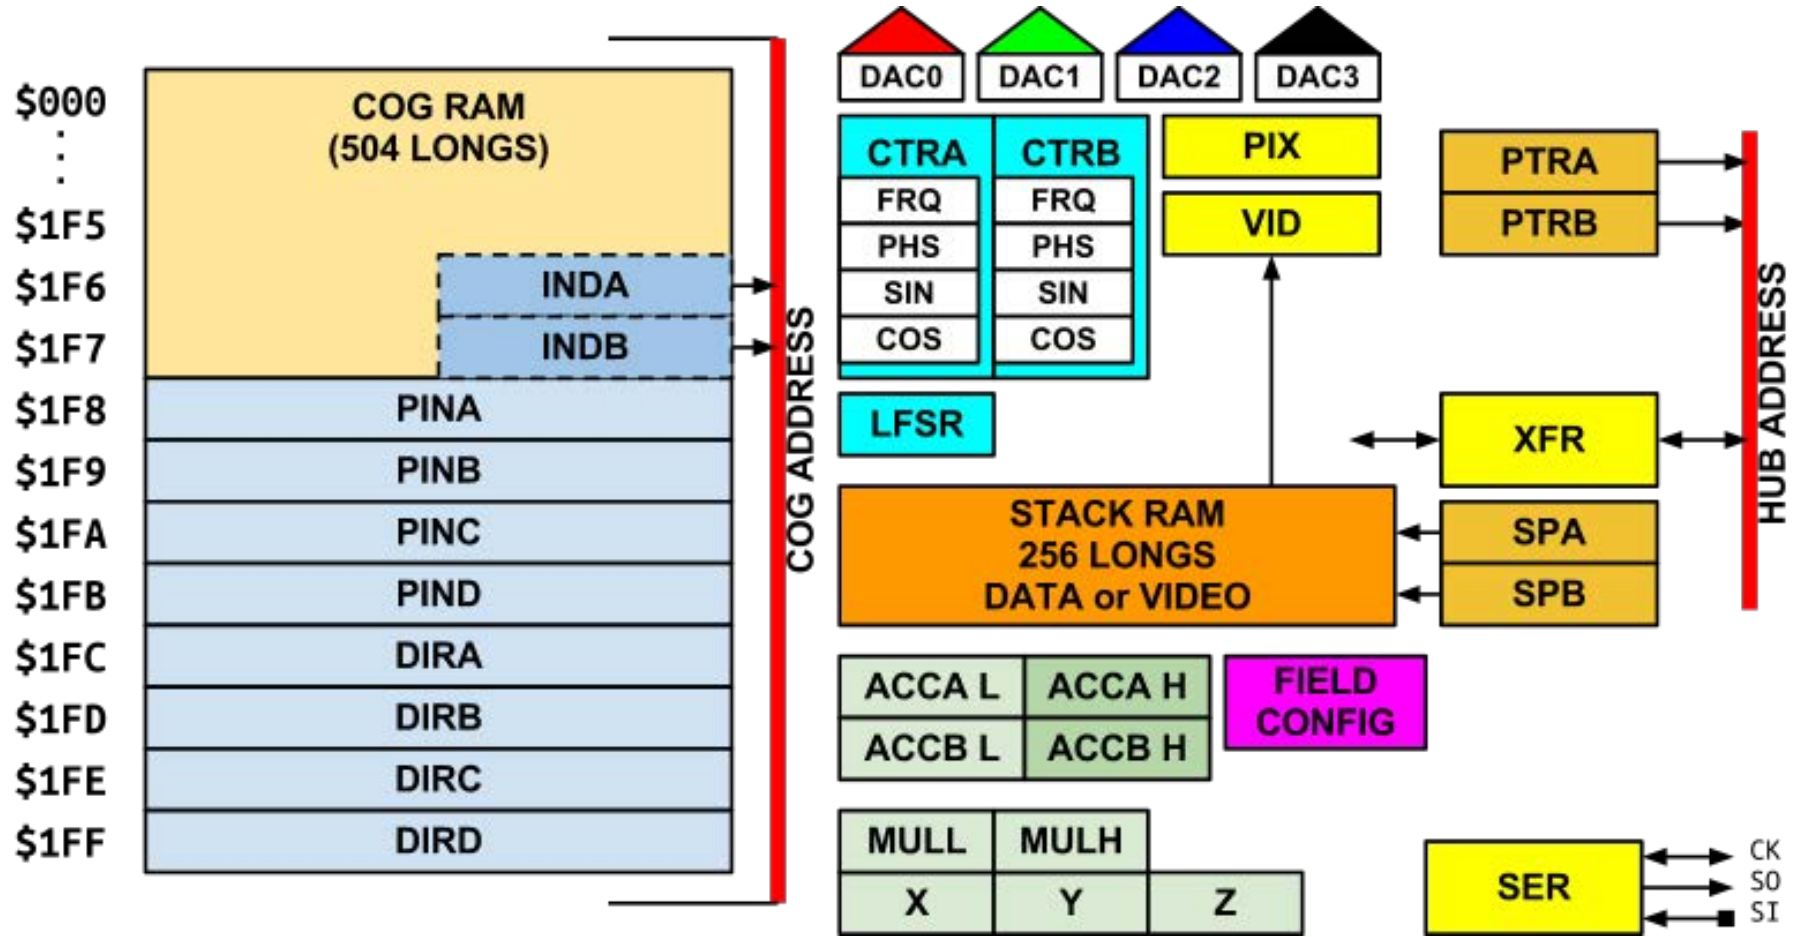 $000
.
.
.
$1F5
$1F6
$1F7
$1F8
$1F9
$1FA
$1FB
$1FC
$1FD
$1FE
$1FF
COG RAM
(504 LONGS)
INDA
INDB
PINA
PINB
PINC
PIND
DIRA
DIRB
DIRC
DIRD
COG ADDRESS
DAC0 DAC1 DAC2 DAC3
CTRA CTRB
FRQ FRQ
PHS PHS
SIN SIN
COS COS
PIX
VID
LFSR
STACK RAM
256 LONGS
DATA or VIDEO
PTRA
PTRB
XFR
SPA
SPB
HUB ADDRESS
ACCA L ACCA H
ACCB L ACCB H
FIELD
CONFIG
MULL MULH
X Y Z
SER
CK
SO
SI